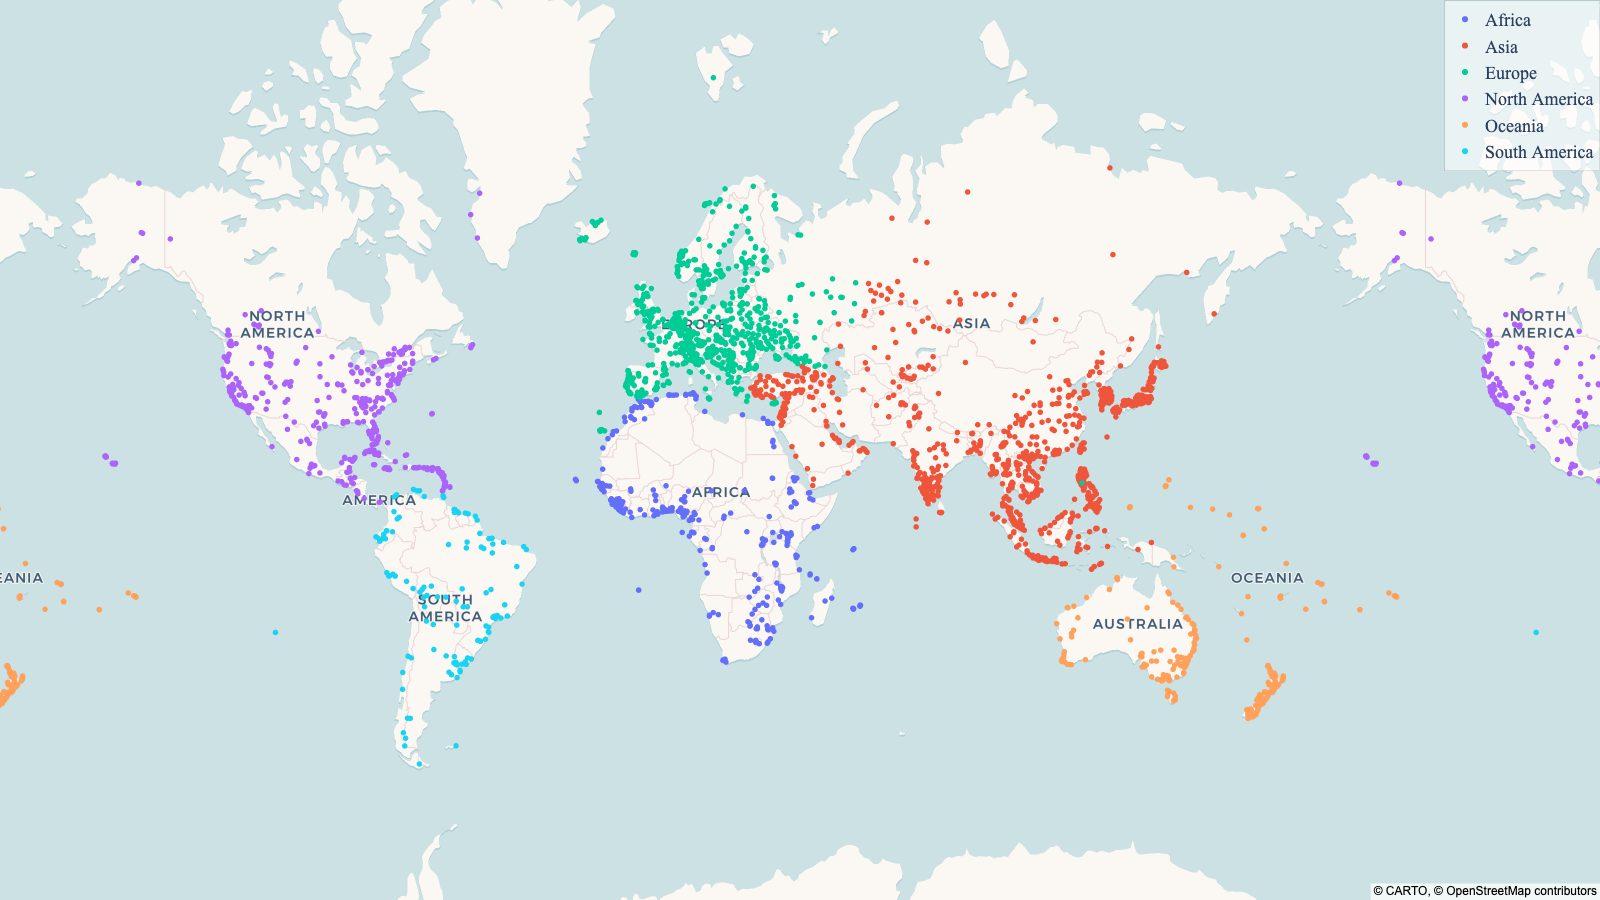 Africa
Asia
Europe
North America
Oceania
South America
NORTH
AMERICA
EUROPE
ASIA
NORTH
AMERICA
AMERICA
AFRICA
EANIA
OCEANIA
SOUTH
AMERICA
AUSTRALIA
© CARTO, © OpenStreetMap contributors